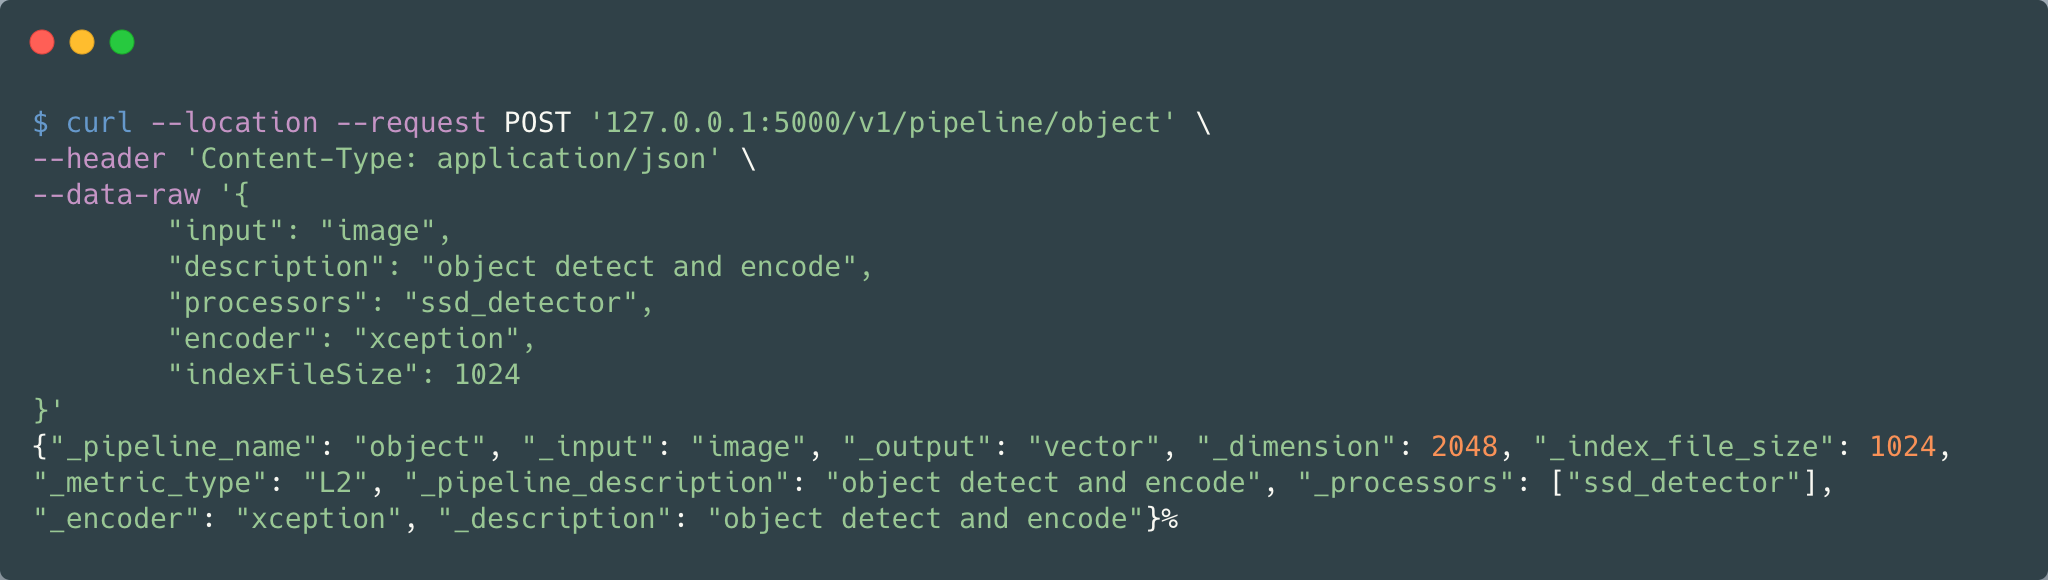 $ curl --location --request POST '127.0.0.1:5000/v1/pipeline/object' \
--header 'Content-Type: application/json' \
--data-raw '{
        "input": "image",
        "description": "object detect and encode",
        "processors": "ssd_detector",
        "encoder": "xception",
        "indexFileSize": 1024
}'
{"_pipeline_name": "object", "_input": "image", "_output": "vector", "_dimension": 2048, "_index_file_size": 1024,
"_metric_type": "L2", "_pipeline_description": "object detect and encode", "_processors": ["ssd_detector"],
"_encoder": "xception", "_description": "object detect and encode"}%